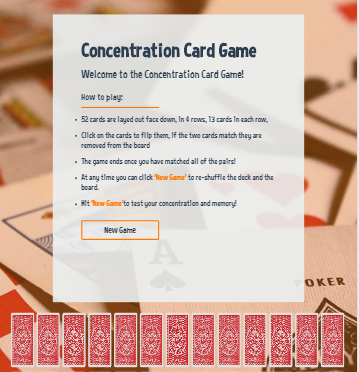 Concentration Card Game
Welcome to the Concentration Card Game!
How to play:
• 52 cards are layed out face down, in 4 rows, 13 cards in each row,
• Click on the cards to flip them, if the two cards match they are
removed from the board
• The game ends once you have matched all of the pairs!
• At any time you can click 'New Game' to re-shuffle the deck and the
board.
• Hit 'New Game'to test your concentration and memory!
New Game
A
POKER